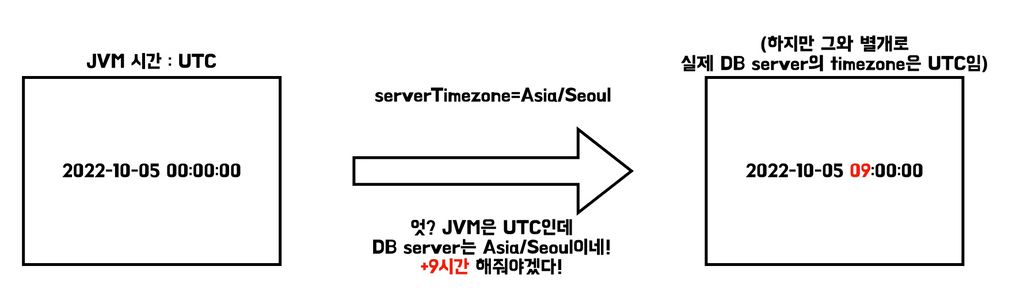 JVM 시간 : UTC
2022-10-05 00:00:00
serverTimezone=Asia/Seoul
엇? JVM은 UTC인데
DB server는 Asia/Seoul이네!
+9시간 해줘야겠다!
(하지만 그와 별개로
실제 DB server의 timezone은 UTC임)
2022-10-05 09:00:00